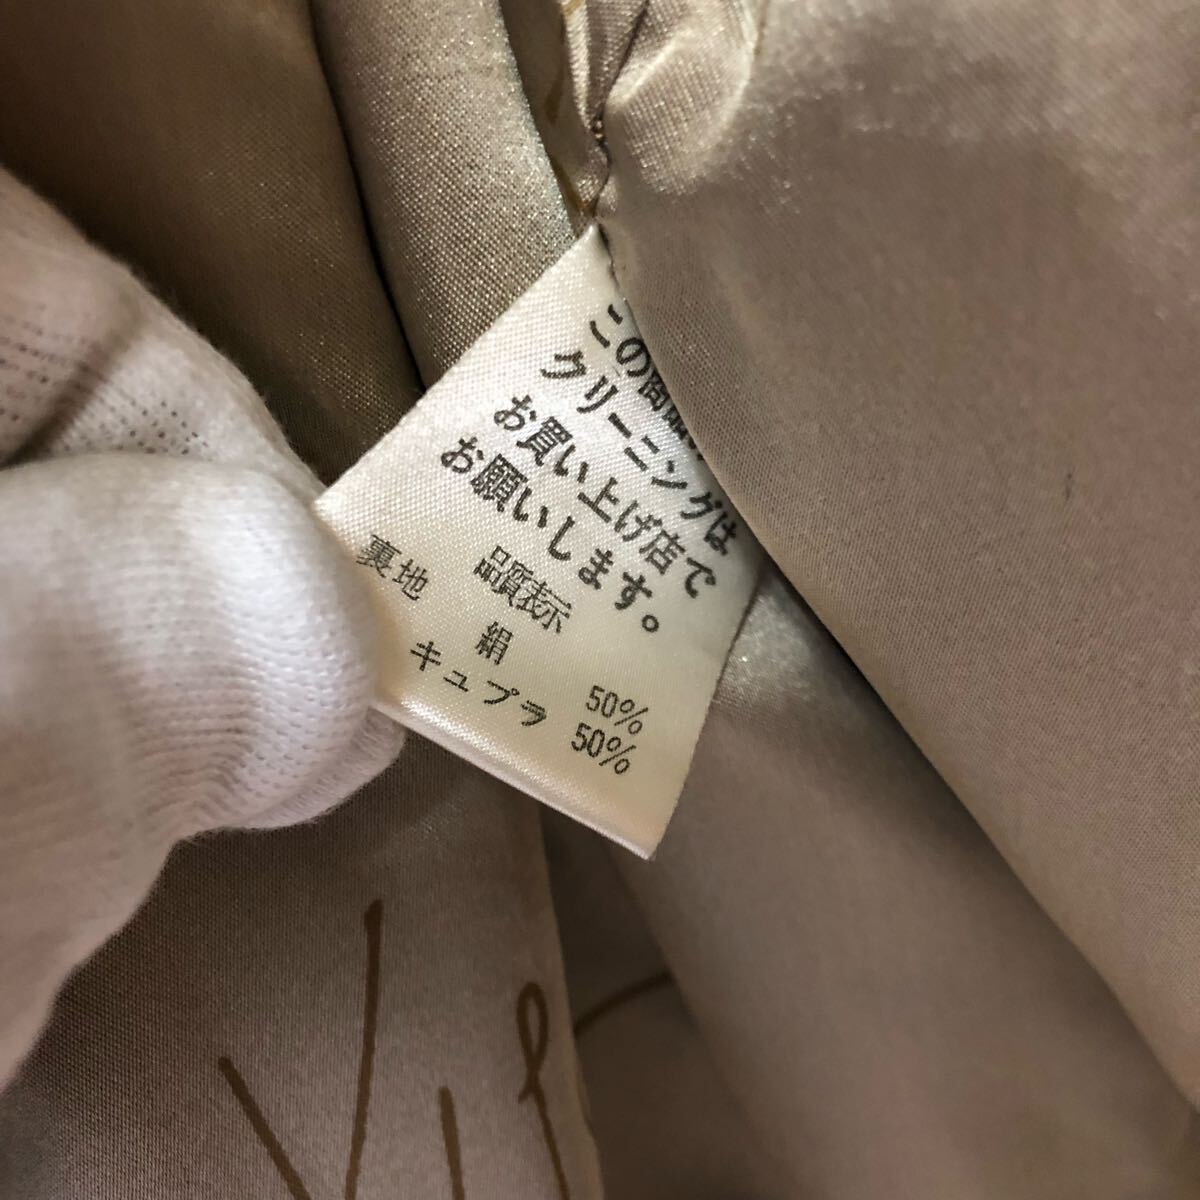 この商品の
クリーニングは
お買い上げ店で
お願いします。
品質表示
裏地 絹 50%
キュプラ 50%